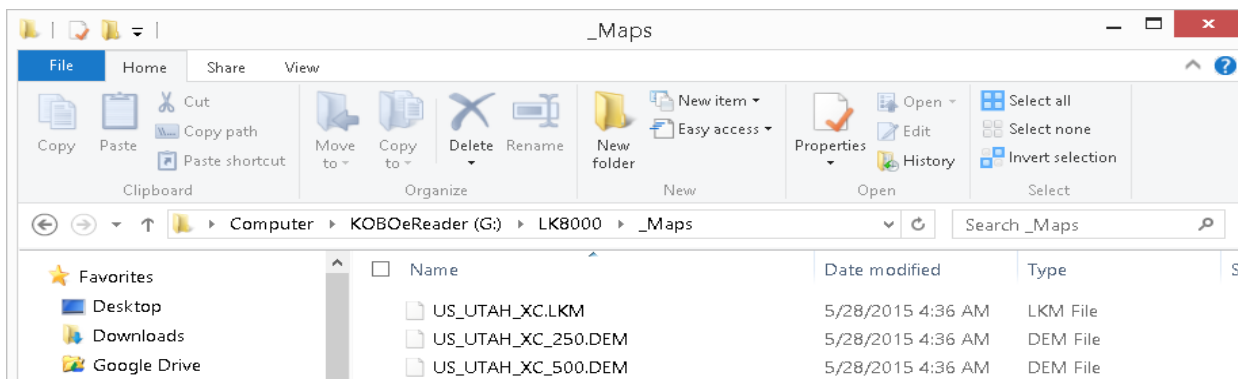 _Maps
File Home Share View
Copy Paste Cut Copy path Paste shortcut Move to Copy to Delete Rename New folder New item Easy access Properties Open Edit History Select all Select none Invert selection
Clipboard Organize New Open Select
Computer KOBOeReader (G:) LK8000 _Maps Search _Maps
Favorites Name Date modified Type S
Desktop US_UTAH_XC.LKM 5/28/2015 4:36 AM LKM File
Downloads US_UTAH_XC_250.DEM 5/28/2015 4:36 AM DEM File
Google Drive US_UTAH_XC_500.DEM 5/28/2015 4:36 AM DEM File